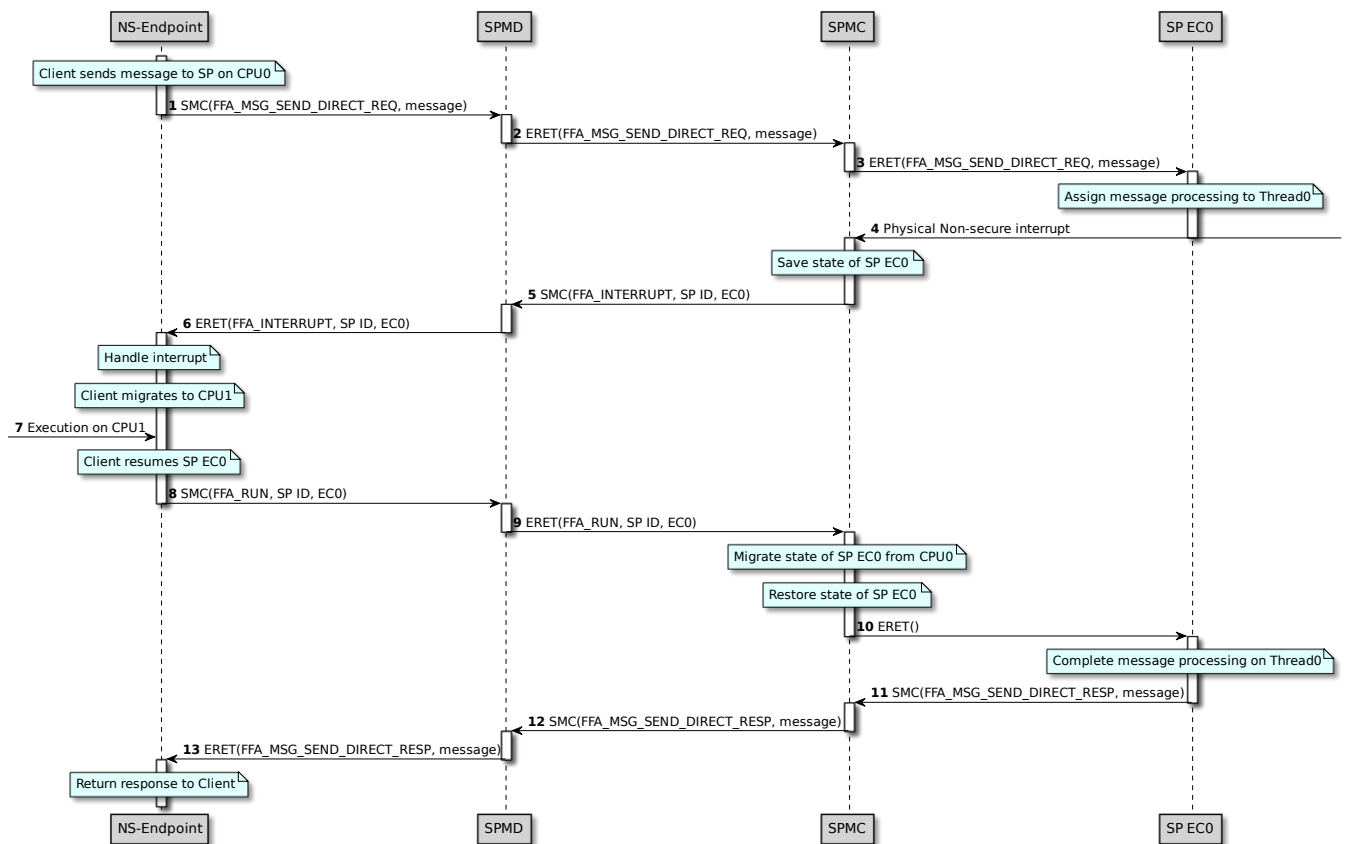 NS-Endpoint SPMD SPMC SP EC0
Client sends message to SP on CPU0
1 SMC(FFA_MSG_SEND_DIRECT_REQ, message)
2 ERET(FFA_MSG_SEND_DIRECT_REQ, message)
3 ERET(FFA_MSG_SEND_DIRECT_REQ, message)
Assign message processing to Thread0
4 Physical Non-secure interrupt
Save state of SP EC0
5 SMC(FFA_INTERRUPT, SP ID, EC0)
6 ERET(FFA_INTERRUPT, SP ID, EC0)
Handle interrupt
Client migrates to CPU1
7 Execution on CPU1
Client resumes SP EC0
8 SMC(FFA_RUN, SP ID, EC0)
9 ERET(FFA_RUN, SP ID, EC0)
Migrate state of SP EC0 from CPU0
Restore state of SP EC0
10 ERET()
Complete message processing on Thread0
11 SMC(FFA_MSG_SEND_DIRECT_RESP, message)
12 SMC(FFA_MSG_SEND_DIRECT_RESP, message)
13 ERET(FFA_MSG_SEND_DIRECT_RESP, message)
Return response to Client
NS-Endpoint SPMD SPMC SP EC0